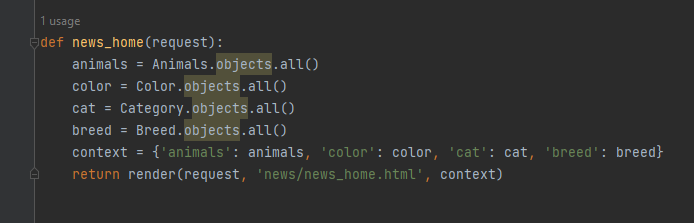 1 usage
def news_home(request):
    animals = Animals.objects.all()
    color = Color.objects.all()
    cat = Category.objects.all()
    breed = Breed.objects.all()
    context = {'animals': animals, 'color': color, 'cat': cat, 'breed': breed}
    return render(request, 'news/news_home.html', context)